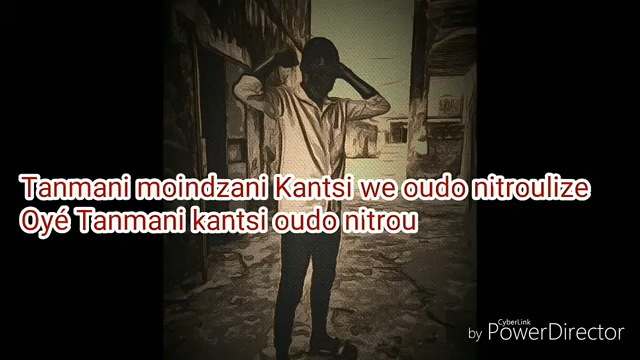 Tanmani moindzani Kantsi we oudo nitroulize
Oyé Tanmani kantsi oudo nitrou
CyberLink
by PowerDirector